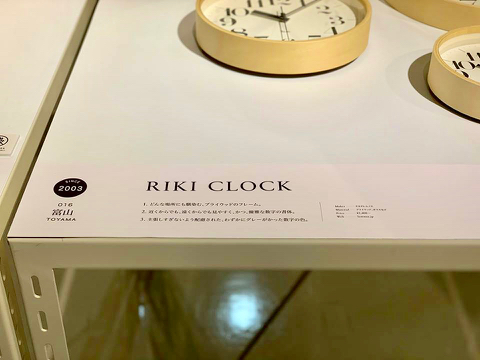 since
2003
016
富山
TOYAMA
RIKI CLOCK
1. どんな場所にも馴染む、プライウッドのフレーム。
2. 近くからでも、遠くからでも見やすく、かつ、優雅な数字の書体。
3. 主張しすぎないよう配慮された、わずかにグレーがかった数字の色。